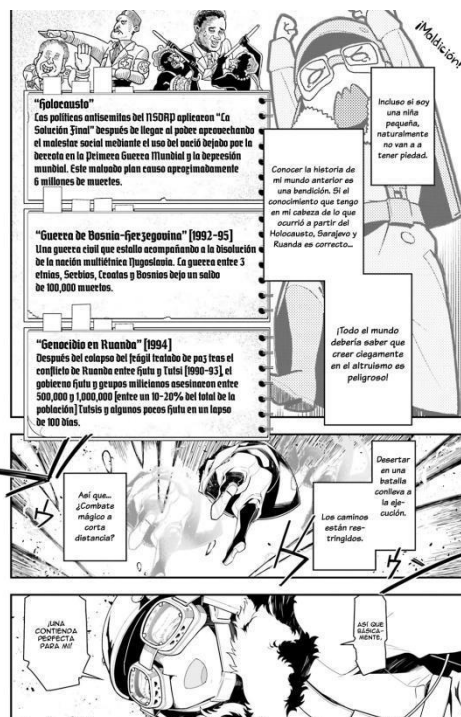 ¡Maldición!
Incluso si soy
una niña
pequeña,
naturalmente
no van a a
tener piedad.
"Holocausto"
Las políticas antisemitas del NSDRP aplicaron "La
Solución Final" después de llegar al poder aprovechando
el malestar social mediante el uso del vació dejado por la
derrota en la Primera Guerra Mundial y la depresión
mundial. Este malvado plan causo aproximadamente
6 millones de muertes.
Conocer la historia de
mi mundo anterior es
una bendición. Si el
conocimiento que tengo
en mi cabeza de lo que
ocurrió a partir del
Holocausto, Sarajevo y
Ruanda es correcto...
"Guerra de Bosnia-Herzegovina" [1992-95]
Una guerra civil que estalla acompañando a la disolución
de la nación multiétnica Yugoslavia. La guerra entre 3
etnias, Serbios, Croatas y Bosnios dejo un saldo
de 100,000 muertos.
¡Todo el mundo
debería saber que
creer ciegamente
en el altruismo es
peligroso!
"Genocidio en Ruanda" [1994]
Después del colapso del frágil tratado de paz tras el
conflicto de Ruanda entre Hutu y Tutsi [1990-93], el
gobierno Hutu y grupos milicianos asesinaron entre
500,000 y 1,000,000 [entre un 10-20% del total de la
población] Tutsis y algunos pocos Hutu en un lapso
de 100 días.
Desertar
en una
batalla
conlleva a
la eje-
cución.
Los caminos
están res-
tringidos.
Así que...
¿Combate
mágico a
corta
distancia?
ASÍ QUE
BÁSICA-
MENTE,
¡UNA
CONTIENDA
PERFECTA
PARA MI!